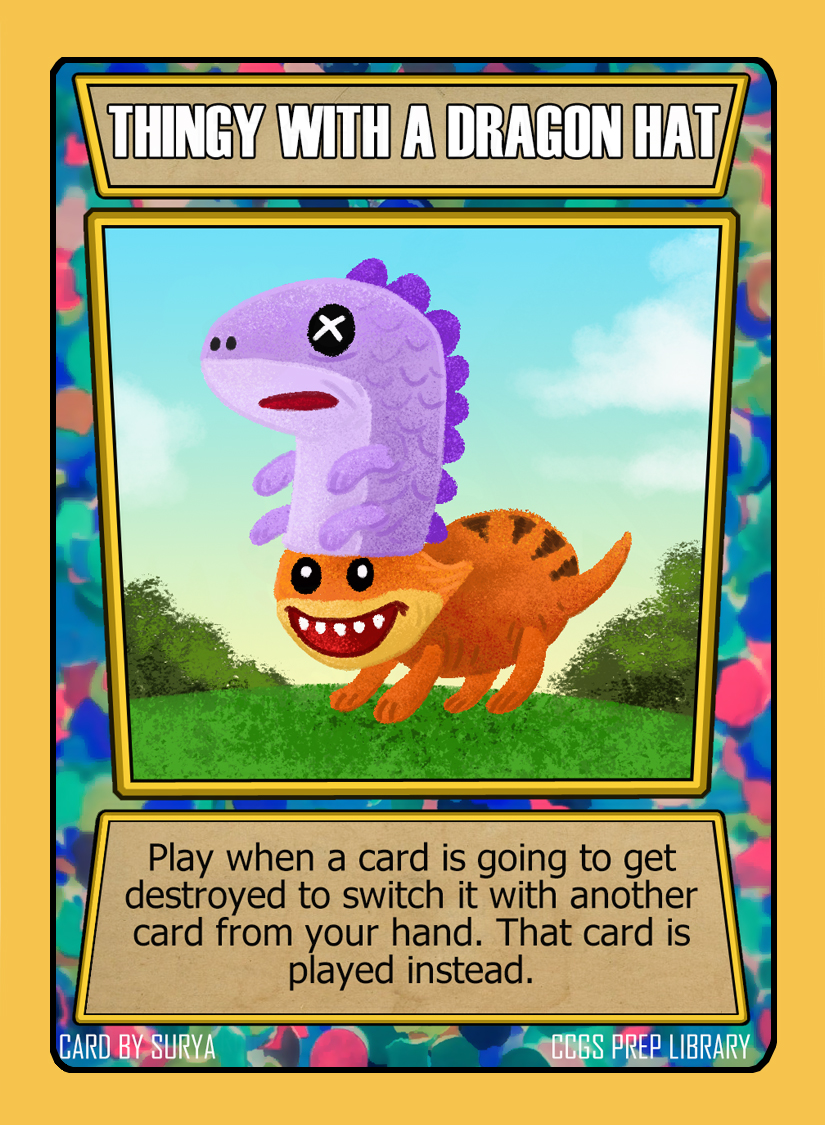 THINGY WITH A DRAGON HAT
Play when a card is going to get
destroyed to switch it with another
card from your hand. That card is
played instead.
CARD BY SURYA
CCGS PREP LIBRARY